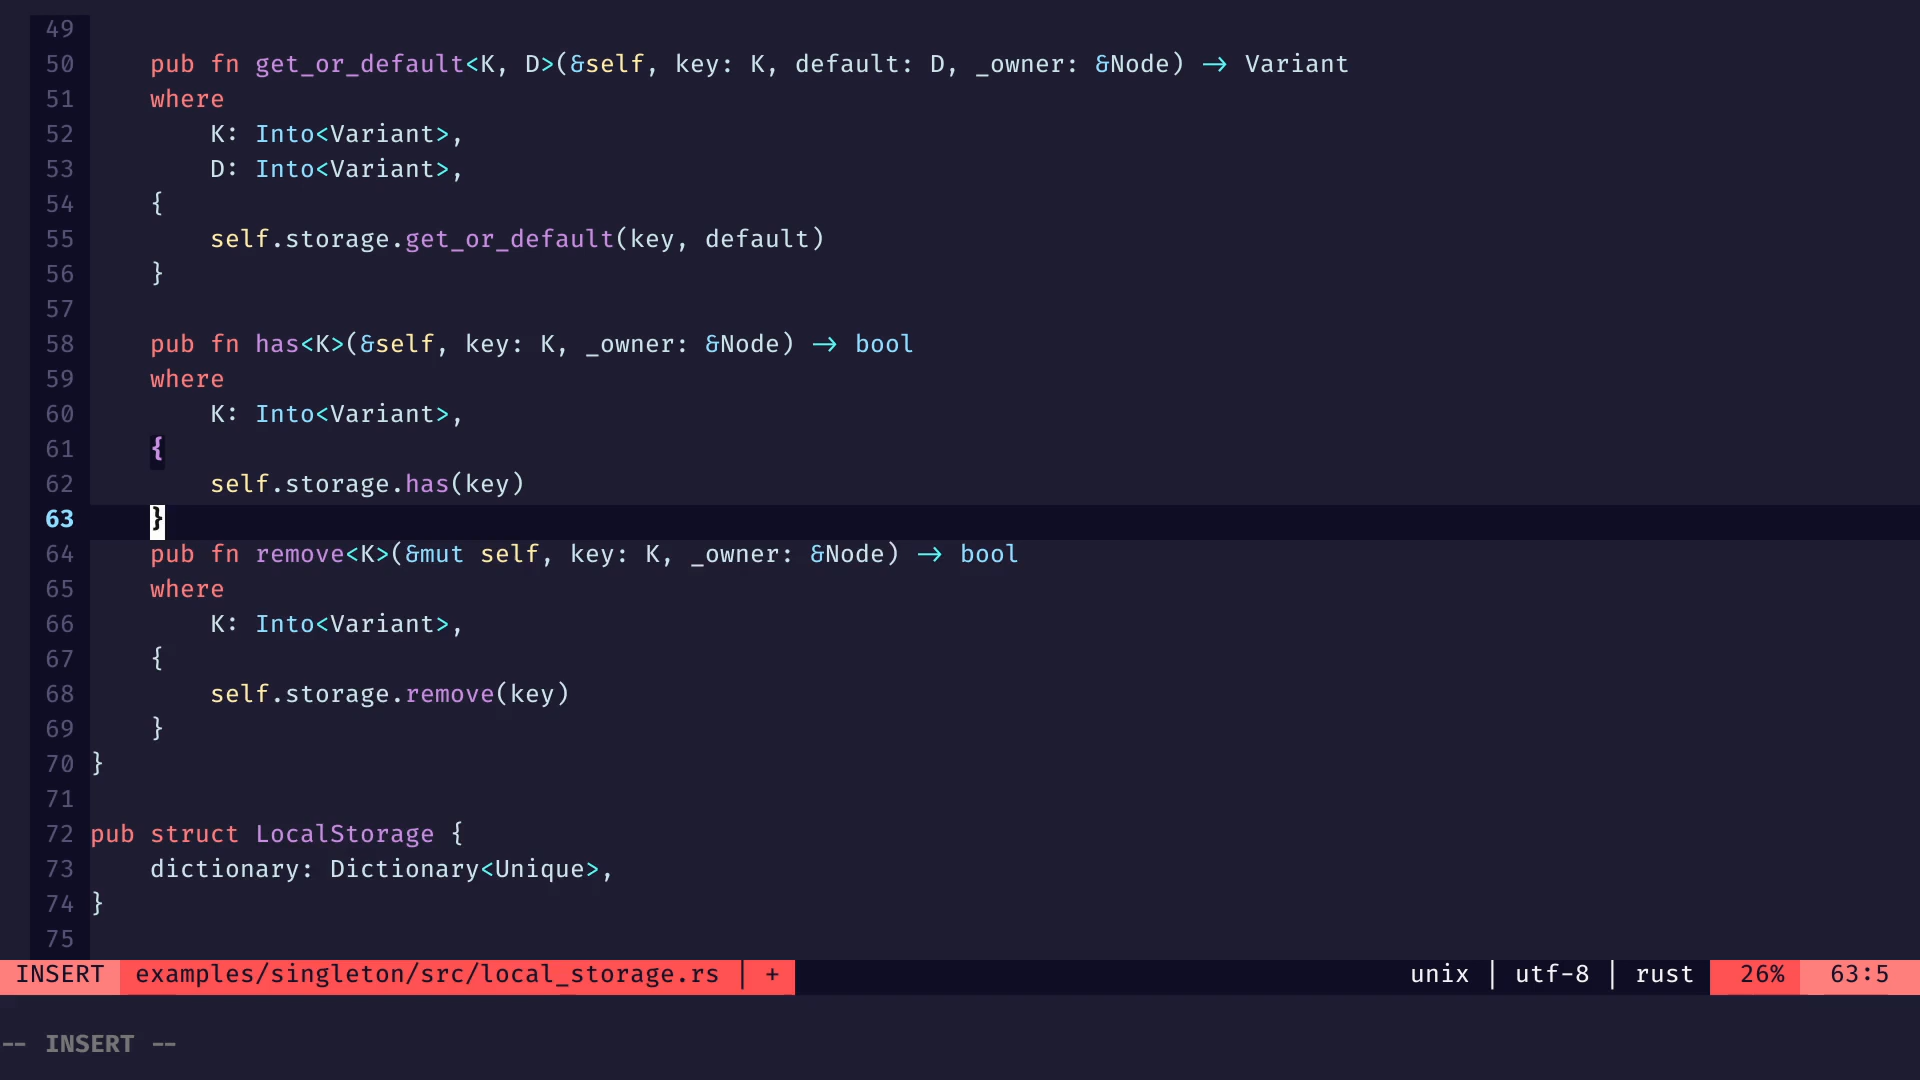 49
50     pub fn get_or_default<K, D>(&self, key: K, default: D, _owner: &Node) -> Variant
51     where
52         K: Into<Variant>,
53         D: Into<Variant>,
54     {
55         self.storage.get_or_default(key, default)
56     }
57
58     pub fn has<K>(&self, key: K, _owner: &Node) -> bool
59     where
60         K: Into<Variant>,
61     {
62         self.storage.has(key)
63     }
64     pub fn remove<K>(&mut self, key: K, _owner: &Node) -> bool
65     where
66         K: Into<Variant>,
67     {
68         self.storage.remove(key)
69     }
70 }
71
72 pub struct LocalStorage {
73     dictionary: Dictionary<Unique>,
74 }
75
INSERT examples/singleton/src/local_storage.rs | + unix | utf-8 | rust 26% 63:5
-- INSERT --